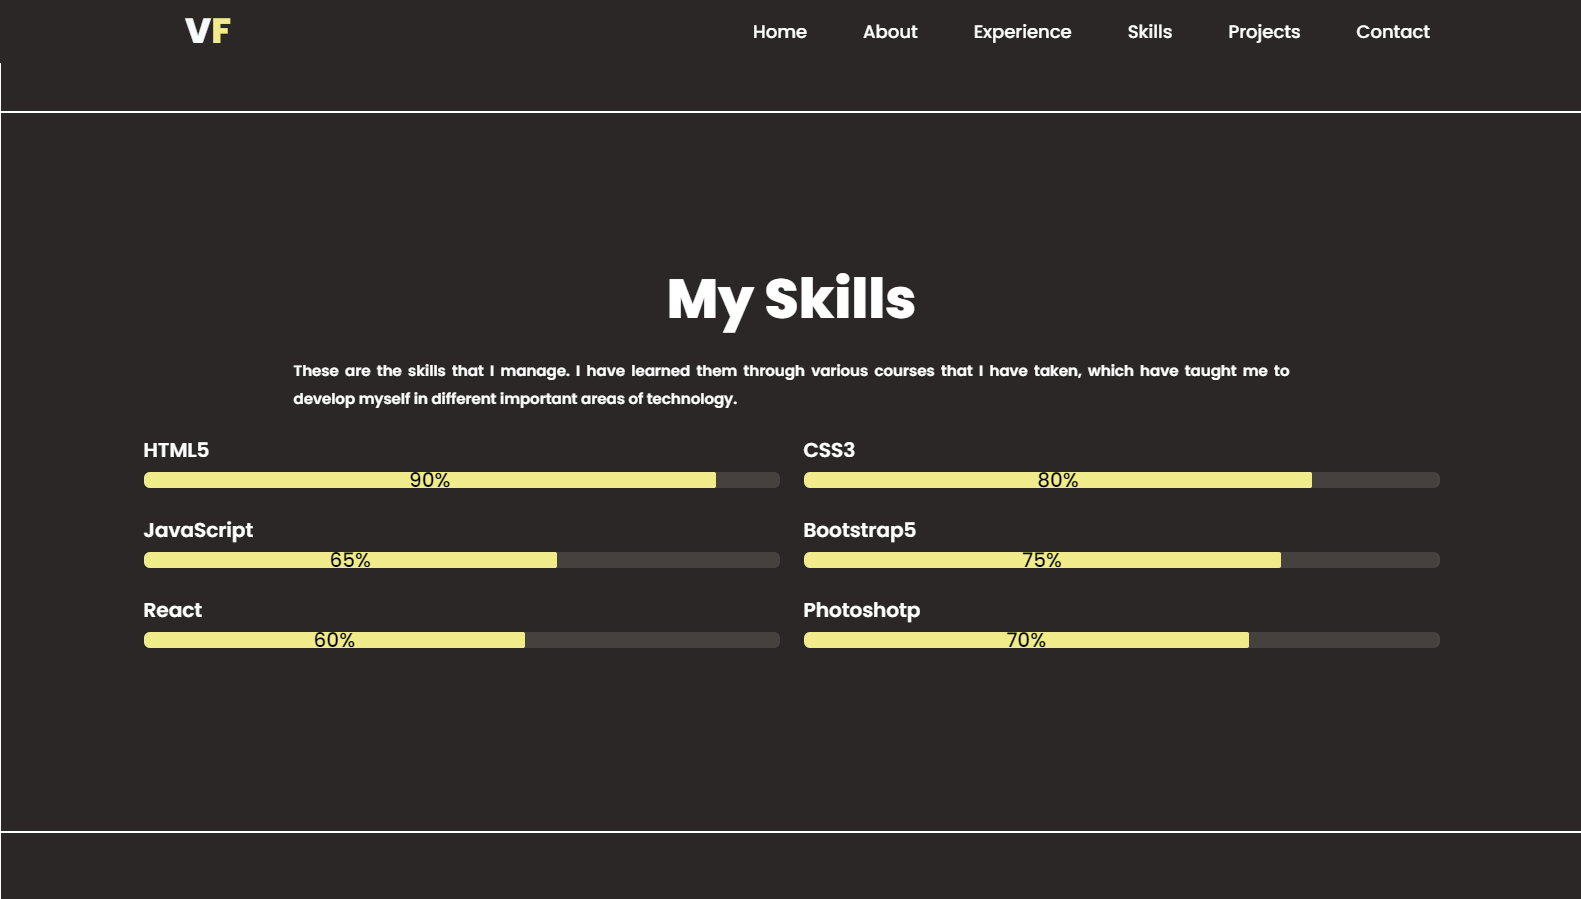 VF
Home About Experience Skills Projects Contact
My Skills
These are the skills that I manage. I have learned them through various courses that I have taken, which have taught me to
develop myself in different important areas of technology.
HTML5
90%
CSS3
80%
JavaScript
65%
Bootstrap5
75%
React
60%
Photoshotp
70%